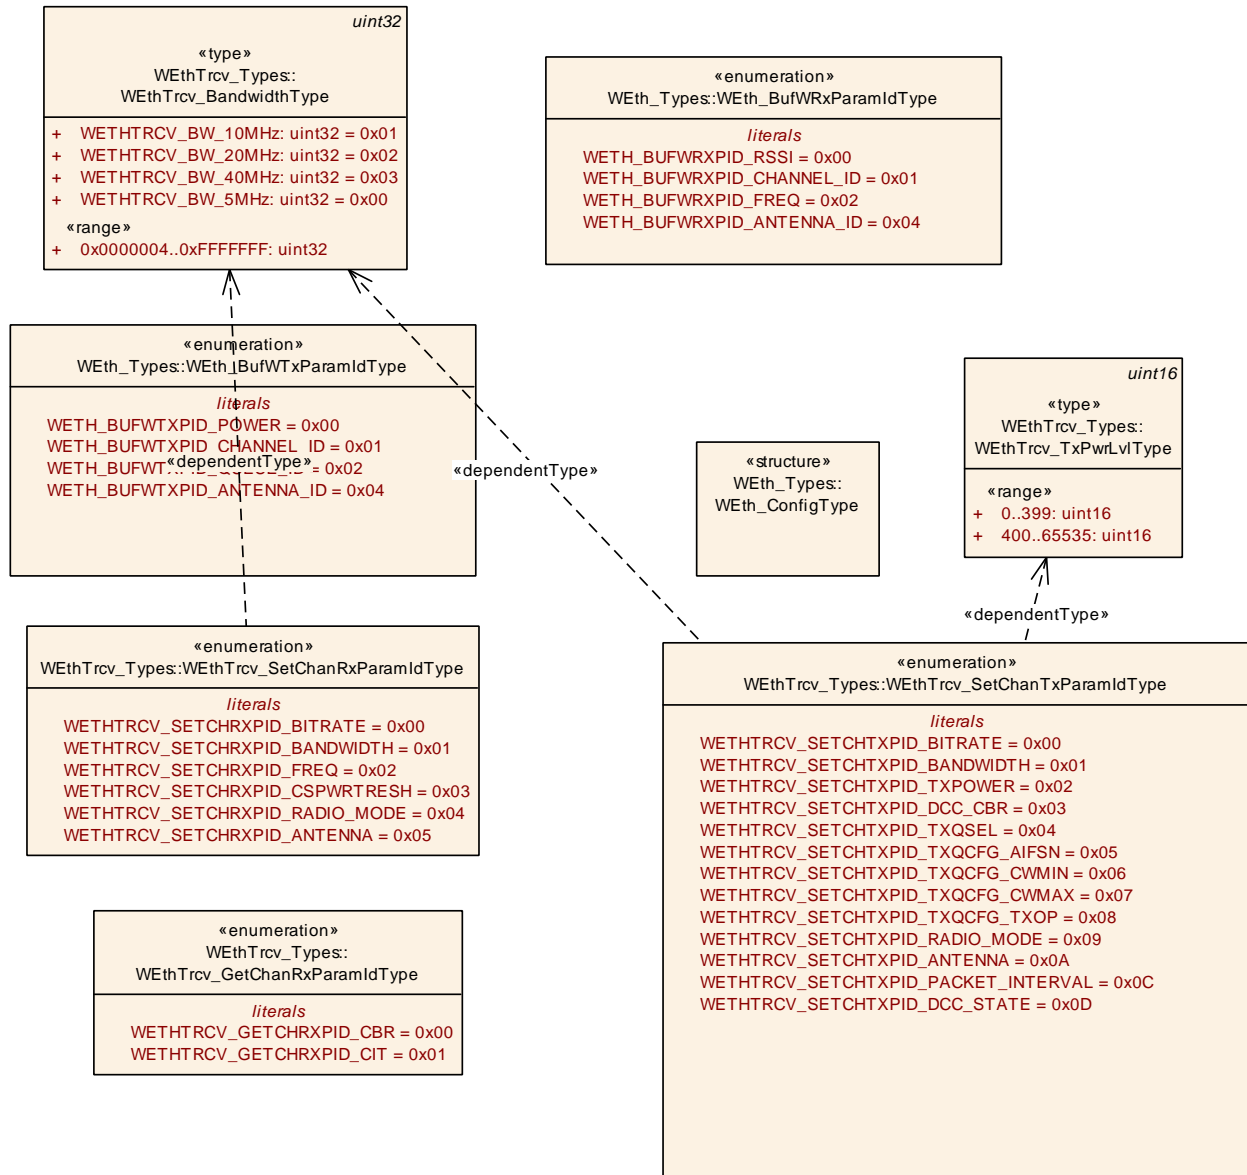 uint32
«type»
WEthTrcv_Types::
WEthTrcv_BandwidthType
+ WETHTRCV_BW_10MHz: uint32 = 0x01
+ WETHTRCV_BW_20MHz: uint32 = 0x02
+ WETHTRCV_BW_40MHz: uint32 = 0x03
+ WETHTRCV_BW_5MHz: uint32 = 0x00
«range»
+ 0x0000004..0xFFFFFFF: uint32
«enumeration»
WEth_Types::WEth_BufWRxParamIdType
literals
WETH_BUFWRXPID_RSSI = 0x00
WETH_BUFWRXPID_CHANNEL_ID = 0x01
WETH_BUFWRXPID_FREQ = 0x02
WETH_BUFWRXPID_ANTENNA_ID = 0x04
«enumeration»
WEth_Types::WEth_BufWTxParamIdType
literals
WETH_BUFWTXPID_POWER = 0x00
WETH_BUFWTXPID_CHANNEL_ID = 0x01
= 0x02
WETH_BUFWTXPID_ANTENNA_ID = 0x04
«dependentType»
«dependentType»
«structure»
WEth_Types::
WEth_ConfigType
uint16
«type»
WEthTrcv_Types::
WEthTrcv_TxPwrLvlType
«range»
+ 0..399: uint16
+ 400..65535: uint16
«dependentType»
«enumeration»
WEthTrcv_Types::WEthTrcv_SetChanRxParamIdType
literals
WETHTRCV_SETCHRXPID_BITRATE = 0x00
WETHTRCV_SETCHRXPID_BANDWIDTH = 0x01
WETHTRCV_SETCHRXPID_FREQ = 0x02
WETHTRCV_SETCHRXPID_CSPWRTRESH = 0x03
WETHTRCV_SETCHRXPID_RADIO_MODE = 0x04
WETHTRCV_SETCHRXPID_ANTENNA = 0x05
«enumeration»
WEthTrcv_Types::WEthTrcv_SetChanTxParamIdType
literals
WETHTRCV_SETCHTXPID_BITRATE = 0x00
WETHTRCV_SETCHTXPID_BANDWIDTH = 0x01
WETHTRCV_SETCHTXPID_TXPOWER = 0x02
WETHTRCV_SETCHTXPID_DCC_CBR = 0x03
WETHTRCV_SETCHTXPID_TXQSEL = 0x04
WETHTRCV_SETCHTXPID_TXQCFG_AIFSN = 0x05
WETHTRCV_SETCHTXPID_TXQCFG_CWMIN = 0x06
WETHTRCV_SETCHTXPID_TXQCFG_CWMAX = 0x07
WETHTRCV_SETCHTXPID_TXQCFG_TXOP = 0x08
WETHTRCV_SETCHTXPID_RADIO_MODE = 0x09
WETHTRCV_SETCHTXPID_ANTENNA = 0x0A
WETHTRCV_SETCHTXPID_PACKET_INTERVAL = 0x0C
WETHTRCV_SETCHTXPID_DCC_STATE = 0x0D
«enumeration»
WEthTrcv_Types::
WEthTrcv_GetChanRxParamIdType
literals
WETHTRCV_GETCHRXPID_CBR = 0x00
WETHTRCV_GETCHRXPID_CIT = 0x01